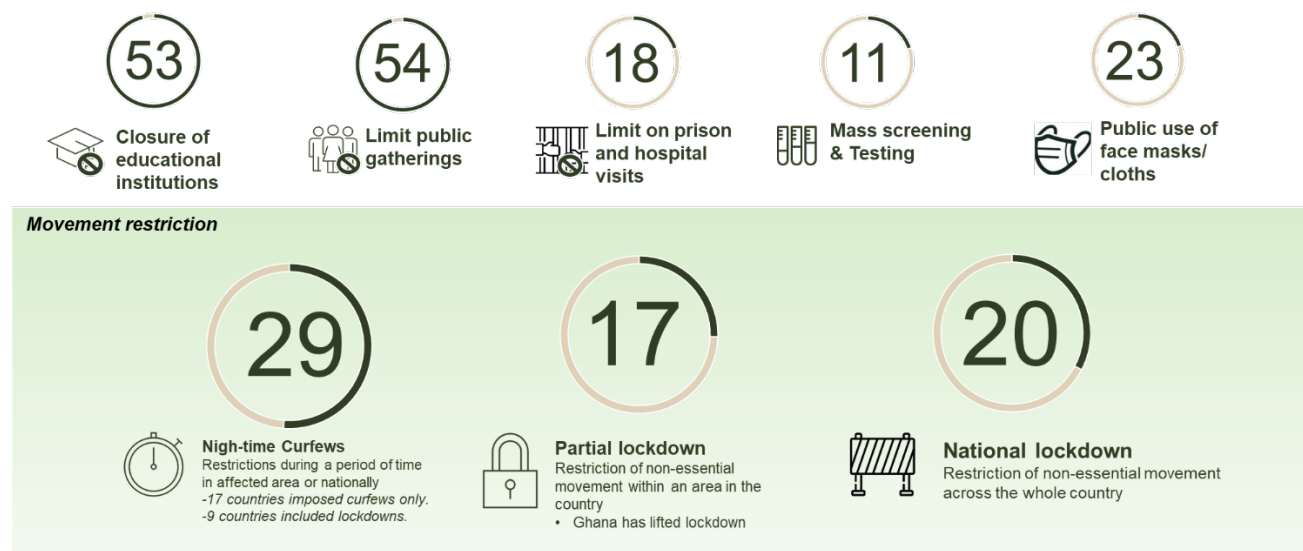 53
Closure of
educational
institutions
54
Limit public
gatherings
18
Limit on prison
and hospital
visits
11
Mass screening
& Testing
23
Public use of
face masks/
cloths
Movement restriction
29
Nigh-time Curfews
Restrictions during a period of time
in affected area or nationally
-17 countries imposed curfews only.
-9 countries included lockdowns.
17
Partial lockdown
Restriction of non-essential
movement within an area in the
country
• Ghana has lifted lockdown
20
National lockdown
Restriction of non-essential movement
across the whole country